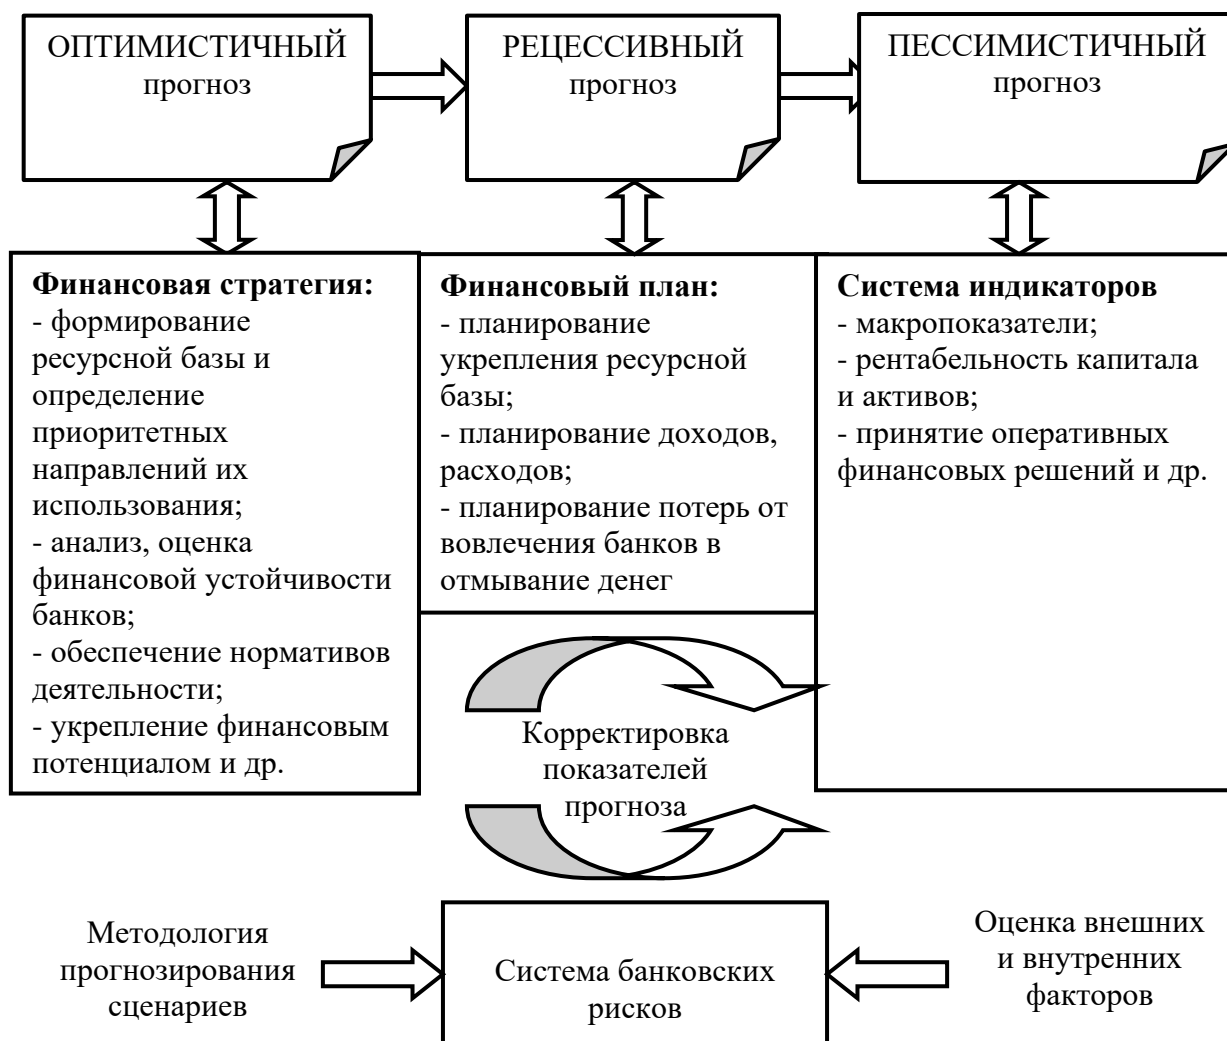 ОПТИМИСТИЧНЫЙ
прогноз
РЕЦЕССИВНЫЙ
прогноз
ПЕССИМИСТИЧНЫЙ
прогноз
Финансовая стратегия:
- формирование
ресурсной базы и
определение
приоритетных
направлений их
использования;
- анализ, оценка
финансовой устойчивости
банков;
- обеспечение нормативов
деятельности;
- укрепление финансовым
потенциалом и др.
Финансовый план:
- планирование
укрепления ресурсной
базы;
- планирование доходов,
расходов;
- планирование потерь от
вовлечения банков в
отмывание денег
Система индикаторов
- макропоказатели;
- рентабельность капитала
и активов;
- принятие оперативных
финансовых решений и др.
Корректировка
показателей
прогноза
Методология
прогнозирования
сценариев
Система банковских
рисков
Оценка внешних
и внутренних
факторов